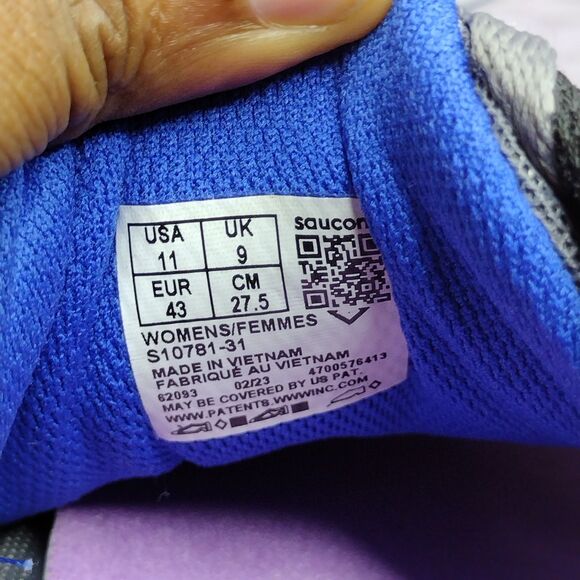 saucon
USA UK
11 9
EUR CM
43 27.5
WOMENS/FEMMES
S10781-31
MADE IN VIETNAM
FABRIQUÉ AU VIETNAM
62093 02/23 4700576413
MAY BE COVERED BY US PAT.
WWW.PATENTS.WWWINC.COM